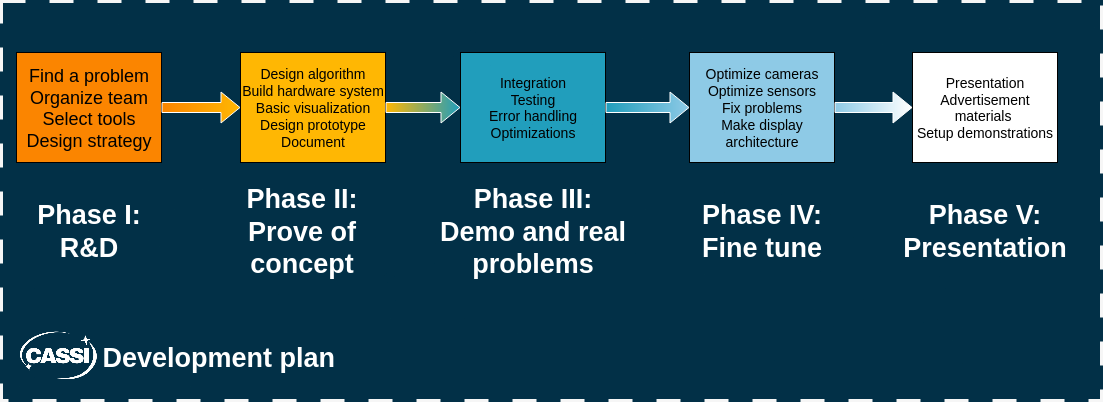 Find a problem
Organize team
Select tools
Design strategy
Design algorithm
Build hardware system
Basic visualization
Design prototype
Document
Integration
Testing
Error handling
Optimizations
Optimize cameras
Optimize sensors
Fix problems
Make display
architecture
Presentation
Advertisement
materials
Setup demonstrations
Phase I:
R&D
Phase II:
Prove of
concept
Phase III:
Demo and real
problems
Phase IV:
Fine tune
Phase V:
Presentation
CASSI
Development plan